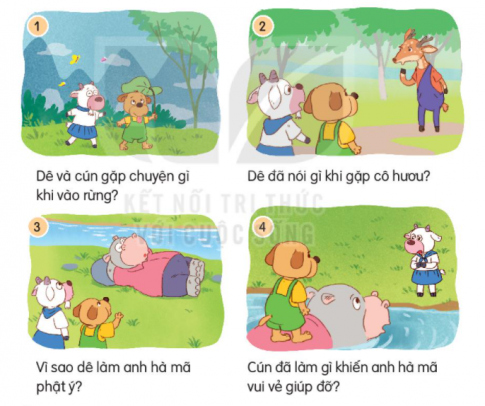 1
Dê và cún gặp chuyện gì
khi vào rừng?
2
Dê đã nói gì khi gặp cô hươu?
KẾT NỐI TRI THỨC
VỚI CUỘC SỐNG
3
Vì sao dê làm anh hà mã
phật ý?
4
Cún đã làm gì khiến anh hà mã
vui vẻ giúp đỡ?